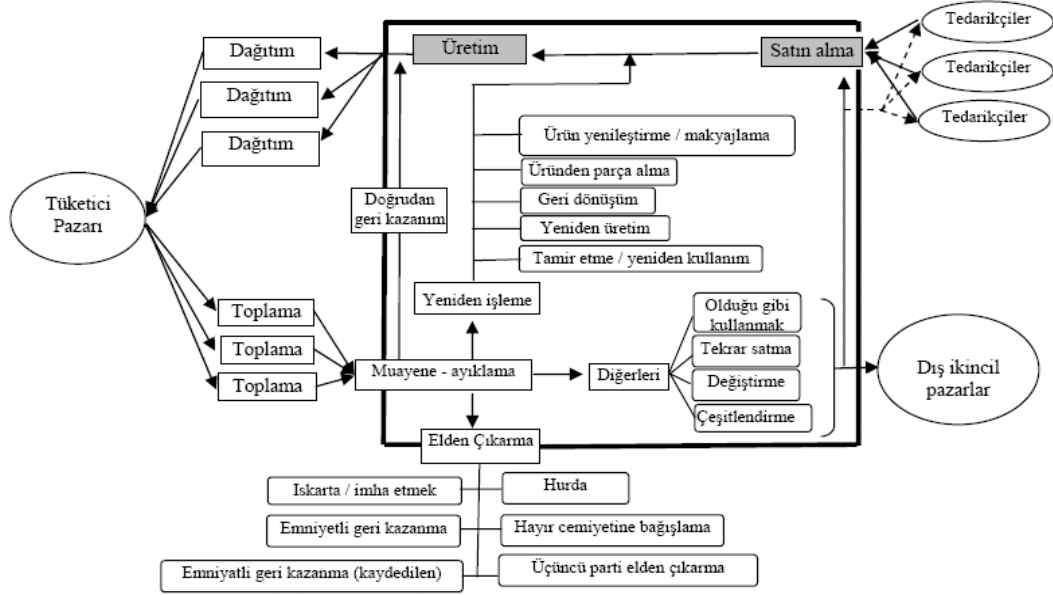 Dağıtım
Üretim
Satın alma
Tedarikçiler
Tedarikçiler
Tedarikçiler
Dağıtım
Dağıtım
Ürün yenileştirme / makyajlama
Üründen parça alma
Geri dönüşüm
Yeniden üretim
Tamir etme / yeniden kullanım
Doğrudan
geri kazanım
Tüketici
Pazarı
Yeniden işleme
Toplama
Toplama
Toplama
Muayene - ayıklama
Diğerleri
Olduğu gibi
kullanmak
Tekrar satma
Değiştirme
Çeşitlendirme
Dış ikincil
pazarlar
Elden Çıkarma
Iskarta / imha etmek
Hurda
Emniyetli geri kazanma
Hayır cemiyetine bağışlama
Emniyatli geri kazanma (kaydedilen)
Üçüncü parti elden çıkarma